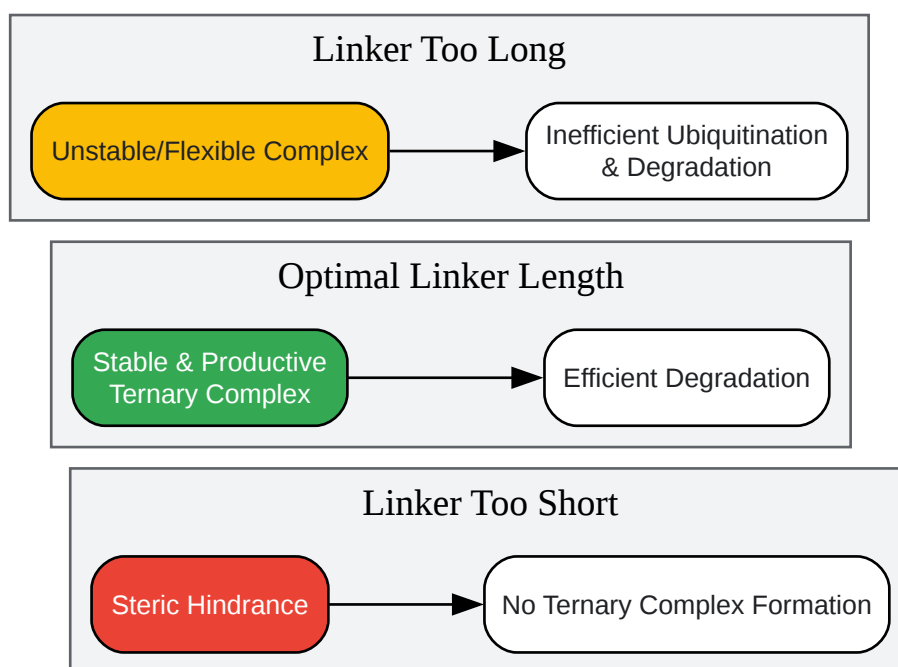 Linker Too Long
Unstable/Flexible Complex
Inefficient Ubiquitination
& Degradation
Optimal Linker Length
Stable & Productive
Ternary Complex
Efficient Degradation
Linker Too Short
Steric Hindrance
No Ternary Complex Formation